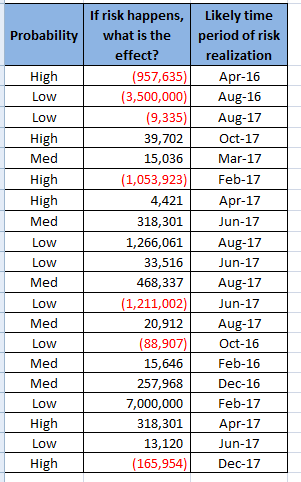 Probability If risk happens, what is the effect? Likely time period of risk realization
High (957,635) Apr-16
Low (3,500,000) Aug-16
Low (9,335) Aug-17
High 39,702 Oct-17
Med 15,036 Mar-17
High (1,053,923) Feb-17
High 4,421 Apr-17
Med 318,301 Jun-17
Low 1,266,061 Aug-17
Low 33,516 Jun-17
Med 468,337 Aug-17
Low (1,211,002) Jun-17
Med 20,912 Aug-17
Low (88,907) Oct-16
Med 15,646 Feb-16
Med 257,968 Dec-16
Low 7,000,000 Feb-17
High 318,301 Apr-17
Low 13,120 Jun-17
High (165,954) Dec-17